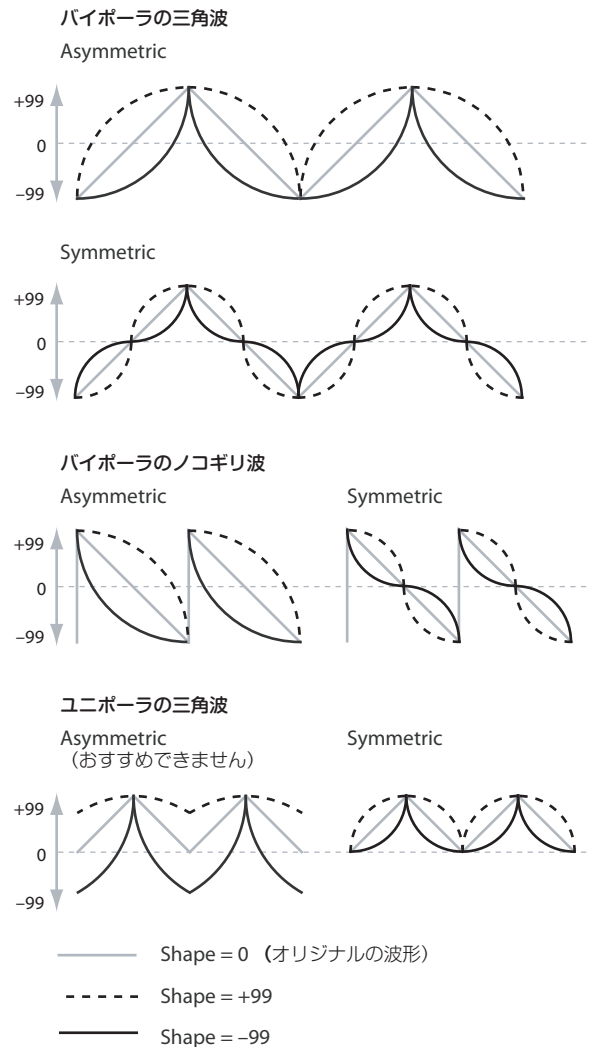 バイポーラの三角波
Asymmetric
+99
0
–99
Symmetric
+99
0
–99
バイポーラのノコギリ波
Asymmetric Symmetric
+99
0
–99
ユニポーラの三角波
Asymmetric Symmetric
（おすすめできません）
+99
0
–99
Shape = 0 （オリジナルの波形）
Shape = +99
Shape = –99